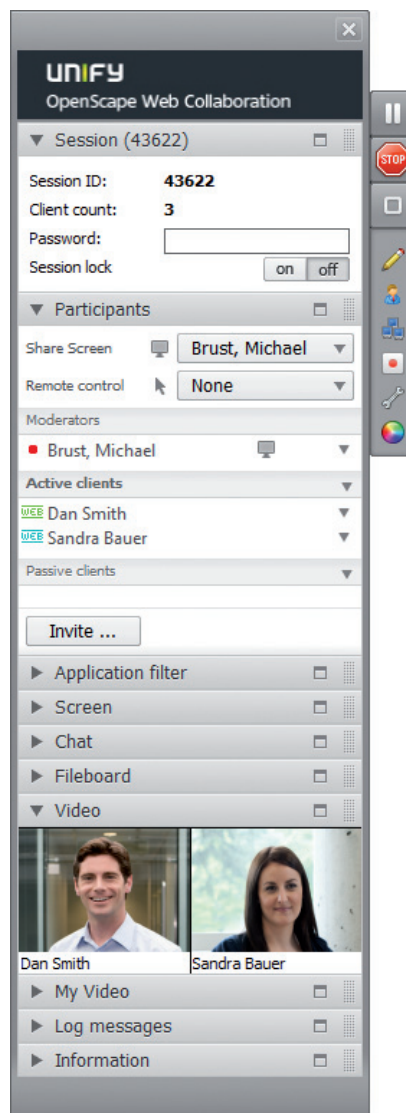 UNIFY
OpenScape Web Collaboration
Session (43622)
Session ID: 43622
Client count: 3
Password:
Session lock on off
STOP
Participants
Share Screen Brust, Michael
Remote control None
Moderators
Brust, Michael
Active clients
WEB Dan Smith
WEB Sandra Bauer
Passive clients
Invite ...
Application filter
Screen
Chat
Fileboard
Video
Dan Smith Sandra Bauer
My Video
Log messages
Information